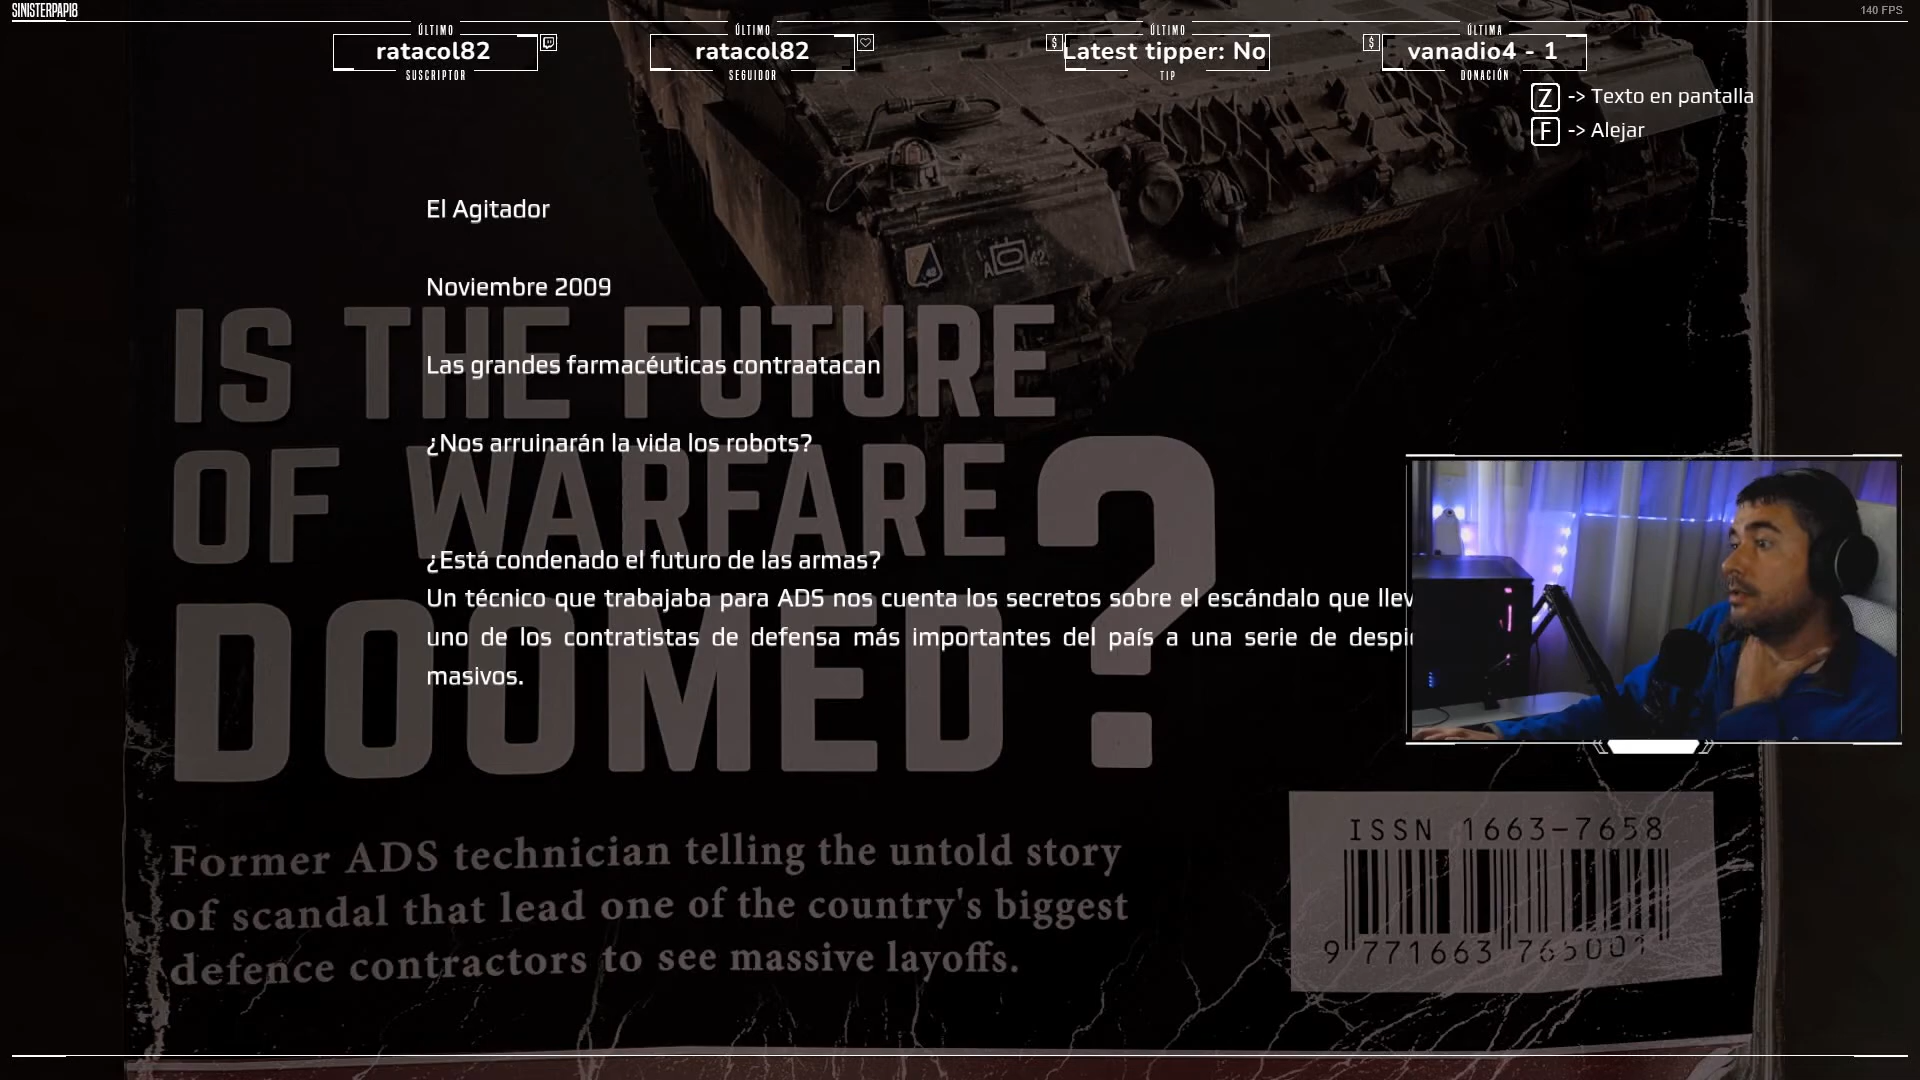 SINISTERPAPI8
140 FPS
ÚLTIMO
ratacol82
SUSCRIPTOR
ÚLTIMO
ratacol82
SEGUIDOR
ÚLTIMO
Latest tipper: No
TIP
ÚLTIMA
vanadio4 - 1
DONACIÓN
Z -> Texto en pantalla
F -> Alejar
El Agitador
Noviembre 2009
Las grandes farmacéuticas contraatacan
¿Nos arruinarán la vida los robots?
¿Está condenado el futuro de las armas?
Un técnico que trabajaba para ADS nos cuenta los secretos sobre el escándalo que
uno de los contratistas de defensa más importantes del país a una serie de
masivos.
IS THE FUTURE
OF WARFARE
DOOMED?
Former ADS technician telling the untold story
of scandal that lead one of the country's biggest
defence contractors to see massive layoffs.
ISSN 1663-7658
9 771663 765001